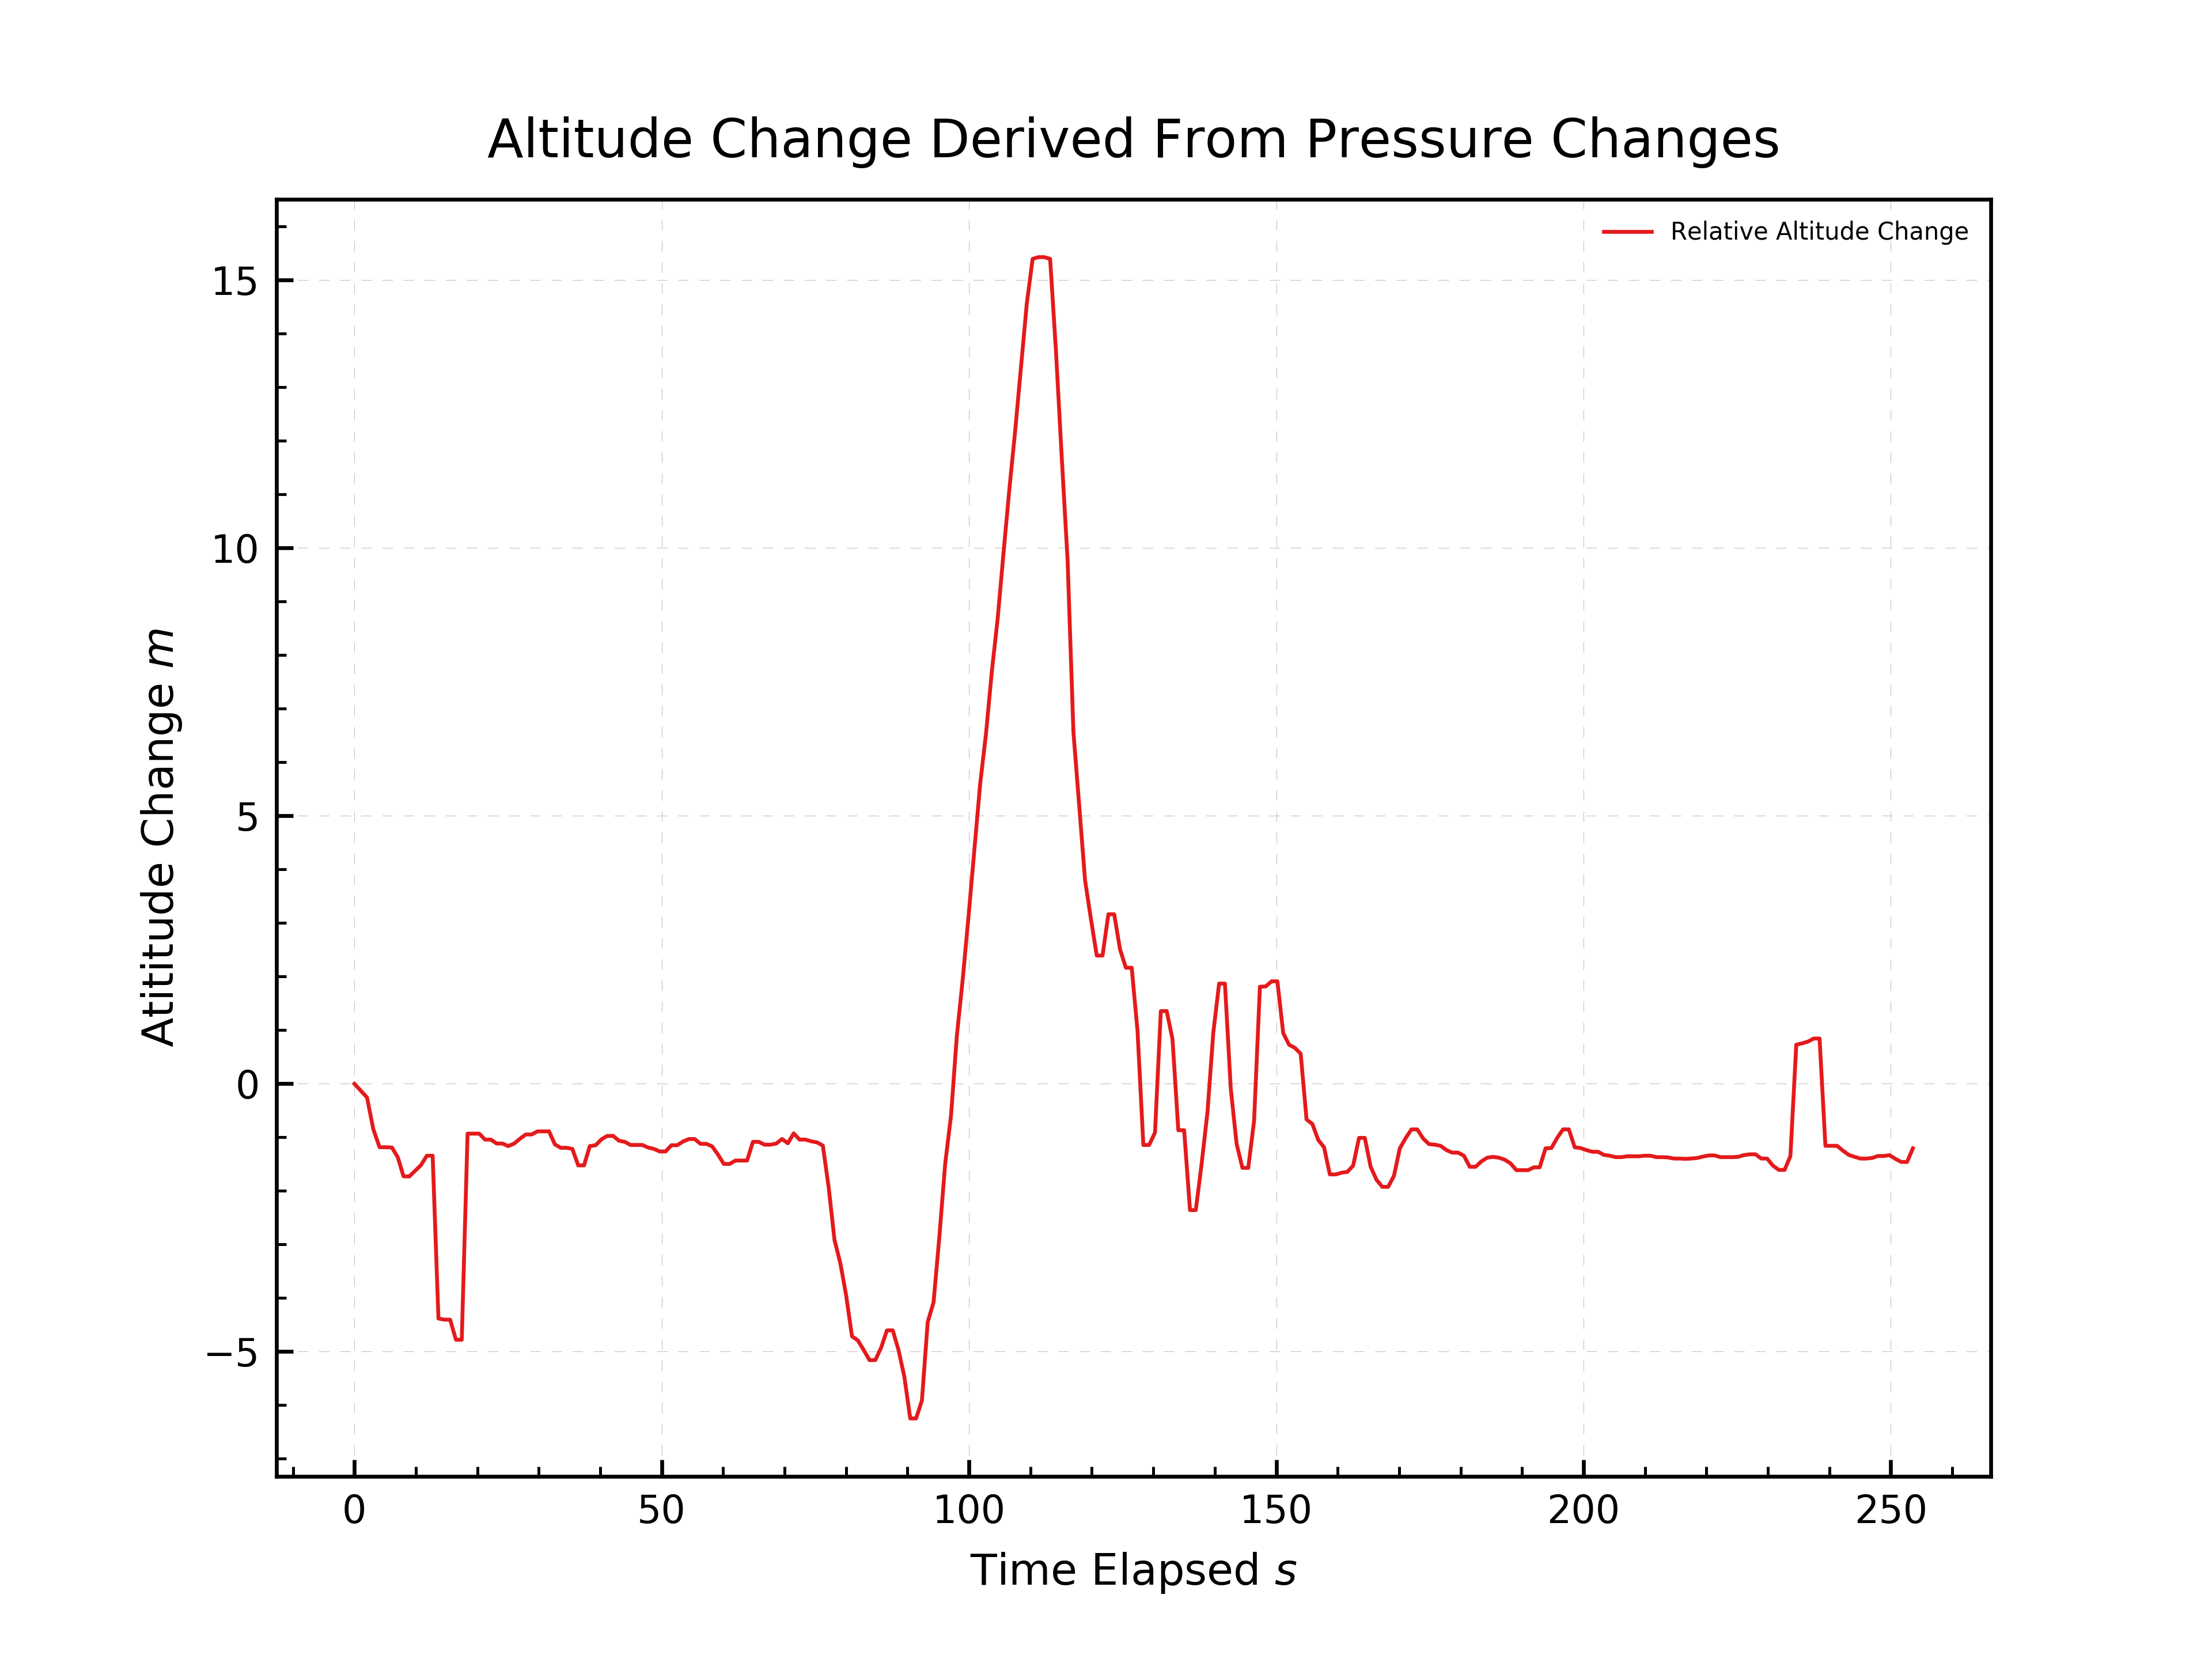 Altitude Change Derived From Pressure Changes
Relative Altitude Change
15
10
5
0
−5
Atititude Change m
0 50 100 150 200 250
Time Elapsed s